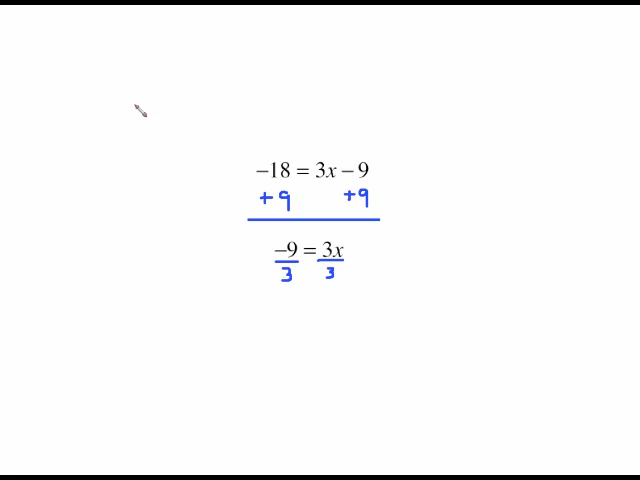 −18 = 3x − 9
+9 +9
−9 = 3x
3 3